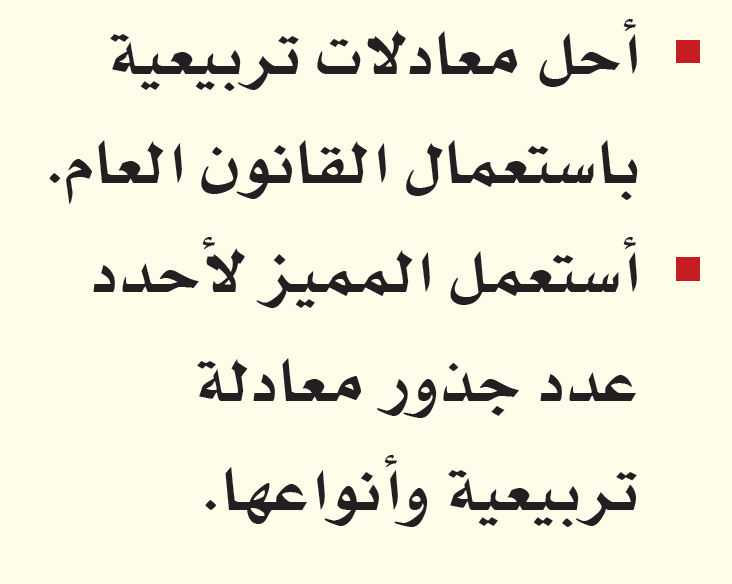 أحل معادلات تربيعية
باستعمال القانون العام.
أستعمل المميز لأحدد
عدد جذور معادلة
تربيعية وأنواعها.